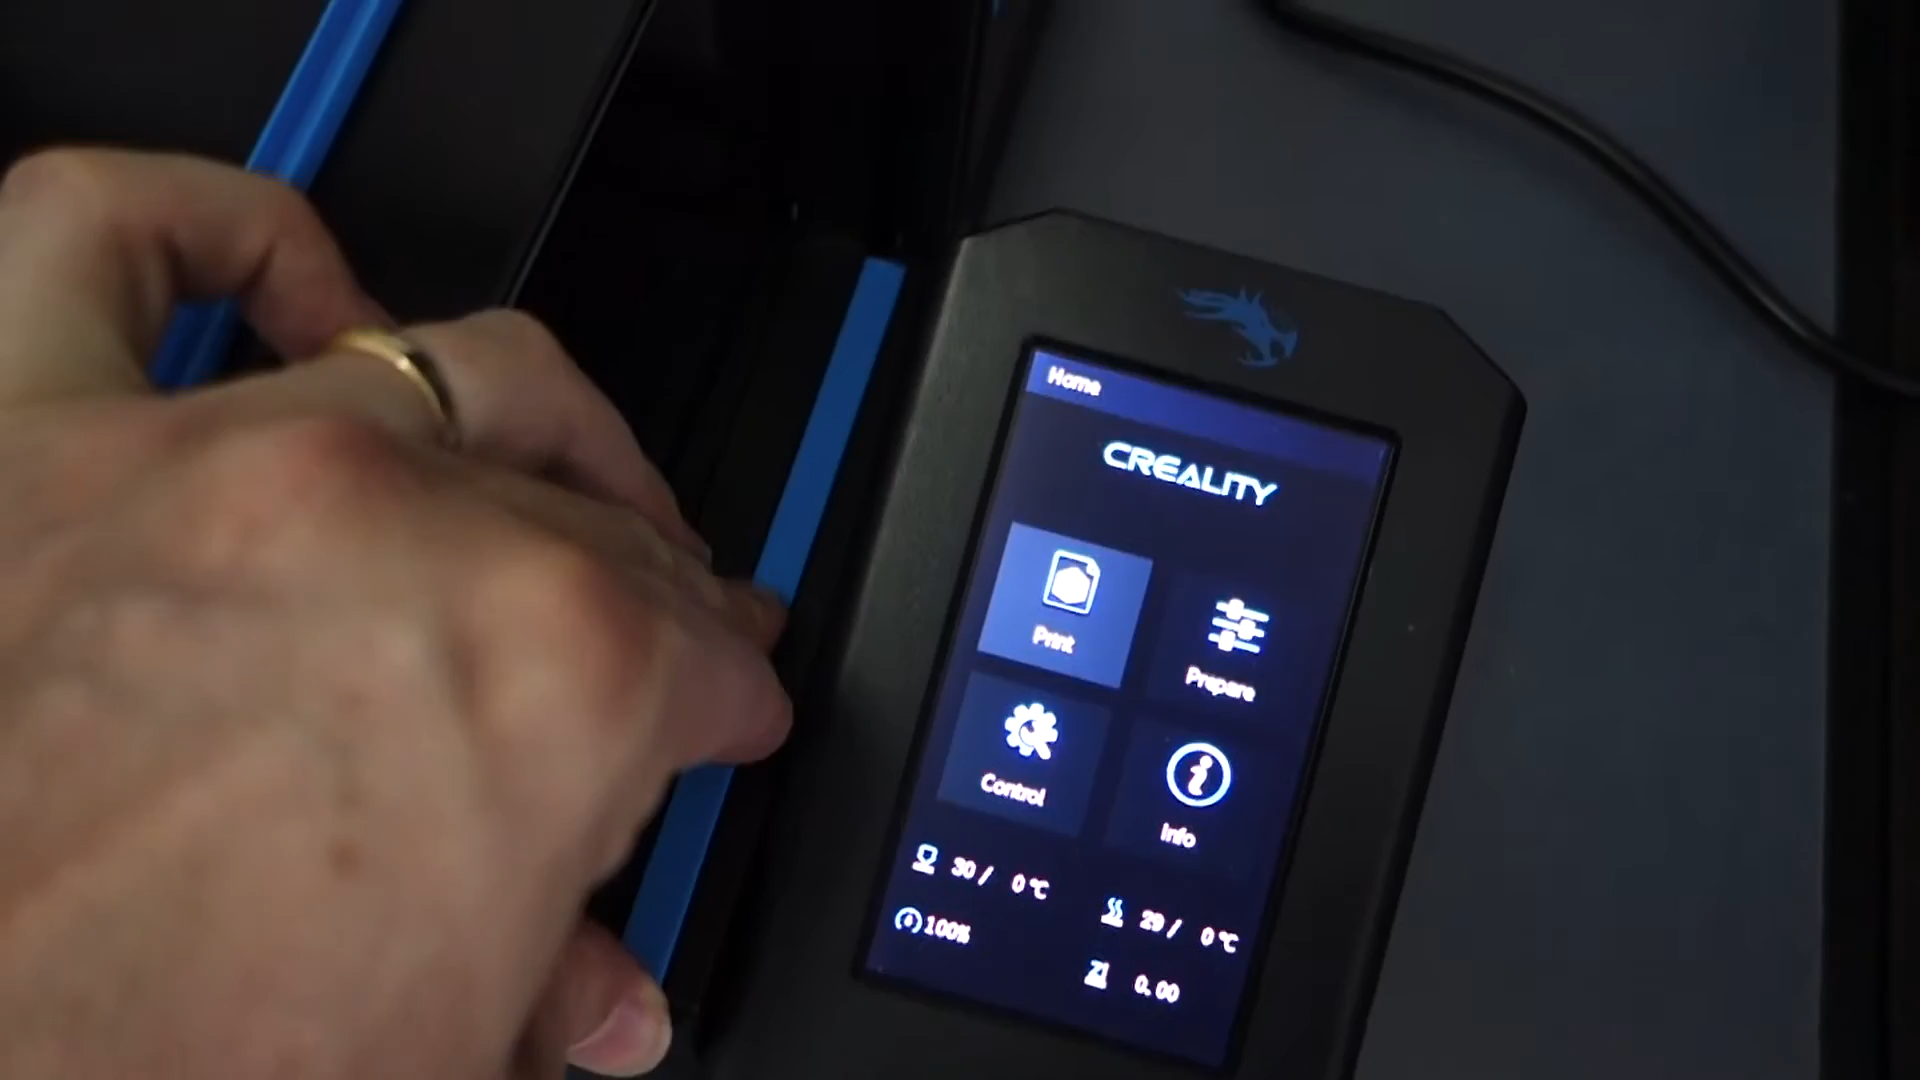 Home
CREALITY
Print
Prepare
Control
Info
30 / 0℃
29 / 0℃
100%
0.00